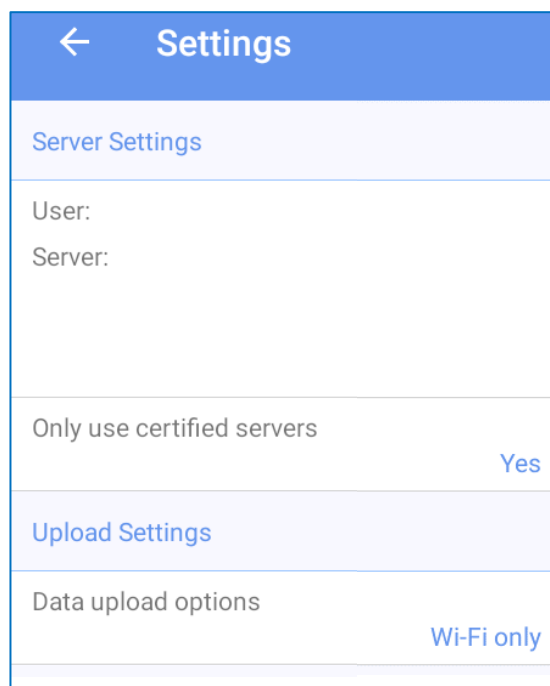 Settings
Server Settings
User:
Server:
Only use certified servers
Yes
Upload Settings
Data upload options
Wi-Fi only